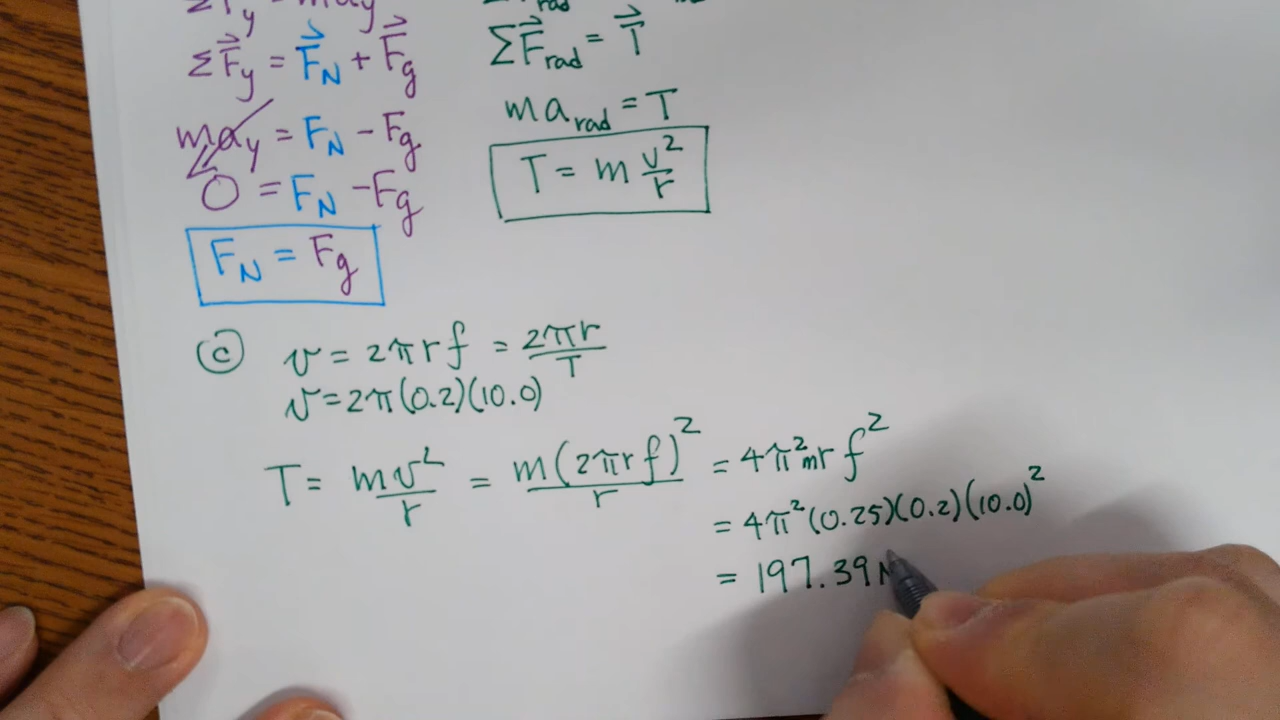 ΣF⃗y = F⃗N + F⃗g
may = FN - Fg
0 = FN - Fg
FN = Fg
ΣF⃗rad = T⃗
marad = T
T = m v²/r
ⓒ v = 2πrf = 2πr/T
v = 2π(0.2)(10.0)
T = mv²/r = m(2πrf)²/r = 4π²mrf²
= 4π²(0.25)(0.2)(10.0)²
= 197.39N